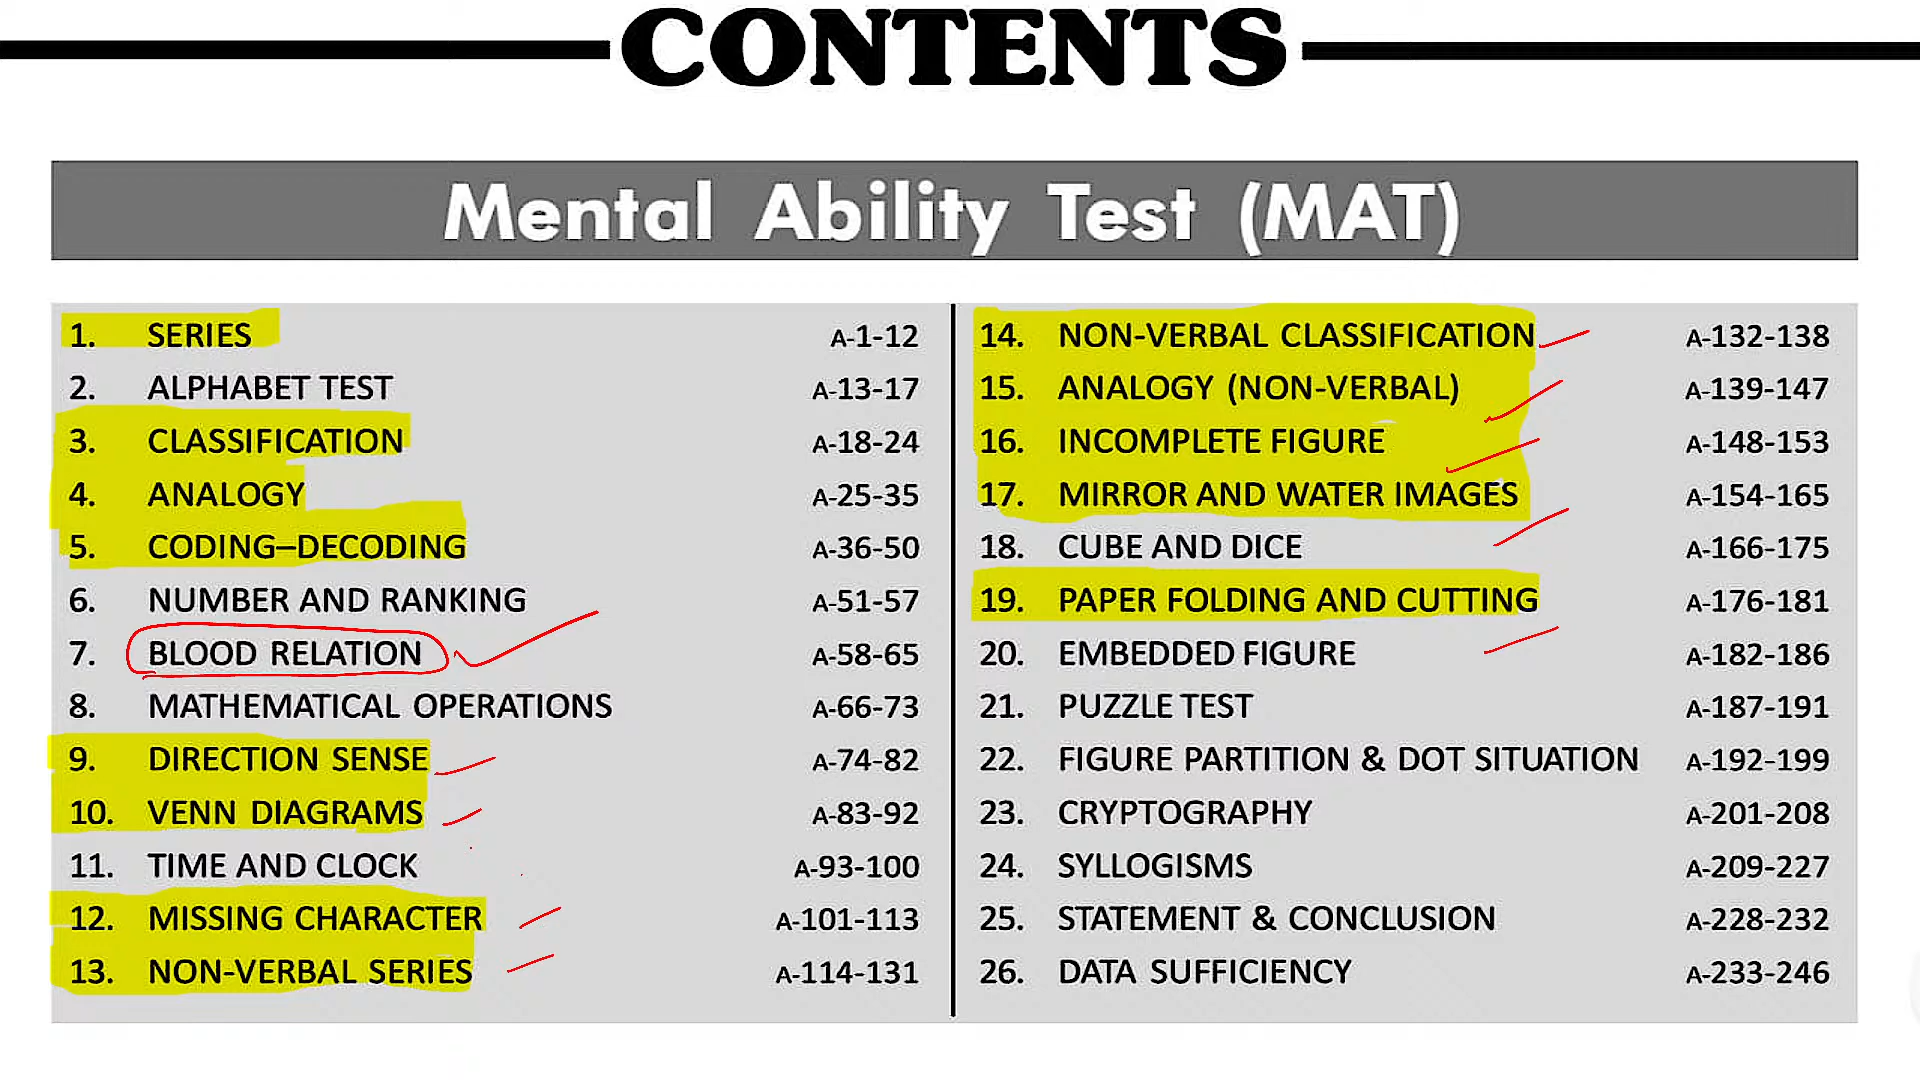 CONTENTS
Mental Ability Test (MAT)
1. SERIES A-1-12
2. ALPHABET TEST A-13-17
3. CLASSIFICATION A-18-24
4. ANALOGY A-25-35
5. CODING–DECODING A-36-50
6. NUMBER AND RANKING A-51-57
7. BLOOD RELATION A-58-65
8. MATHEMATICAL OPERATIONS A-66-73
9. DIRECTION SENSE A-74-82
10. VENN DIAGRAMS A-83-92
11. TIME AND CLOCK A-93-100
12. MISSING CHARACTER A-101-113
13. NON-VERBAL SERIES A-114-131
14. NON-VERBAL CLASSIFICATION A-132-138
15. ANALOGY (NON-VERBAL) A-139-147
16. INCOMPLETE FIGURE A-148-153
17. MIRROR AND WATER IMAGES A-154-165
18. CUBE AND DICE A-166-175
19. PAPER FOLDING AND CUTTING A-176-181
20. EMBEDDED FIGURE A-182-186
21. PUZZLE TEST A-187-191
22. FIGURE PARTITION & DOT SITUATION A-192-199
23. CRYPTOGRAPHY A-201-208
24. SYLLOGISMS A-209-227
25. STATEMENT & CONCLUSION A-228-232
26. DATA SUFFICIENCY A-233-246